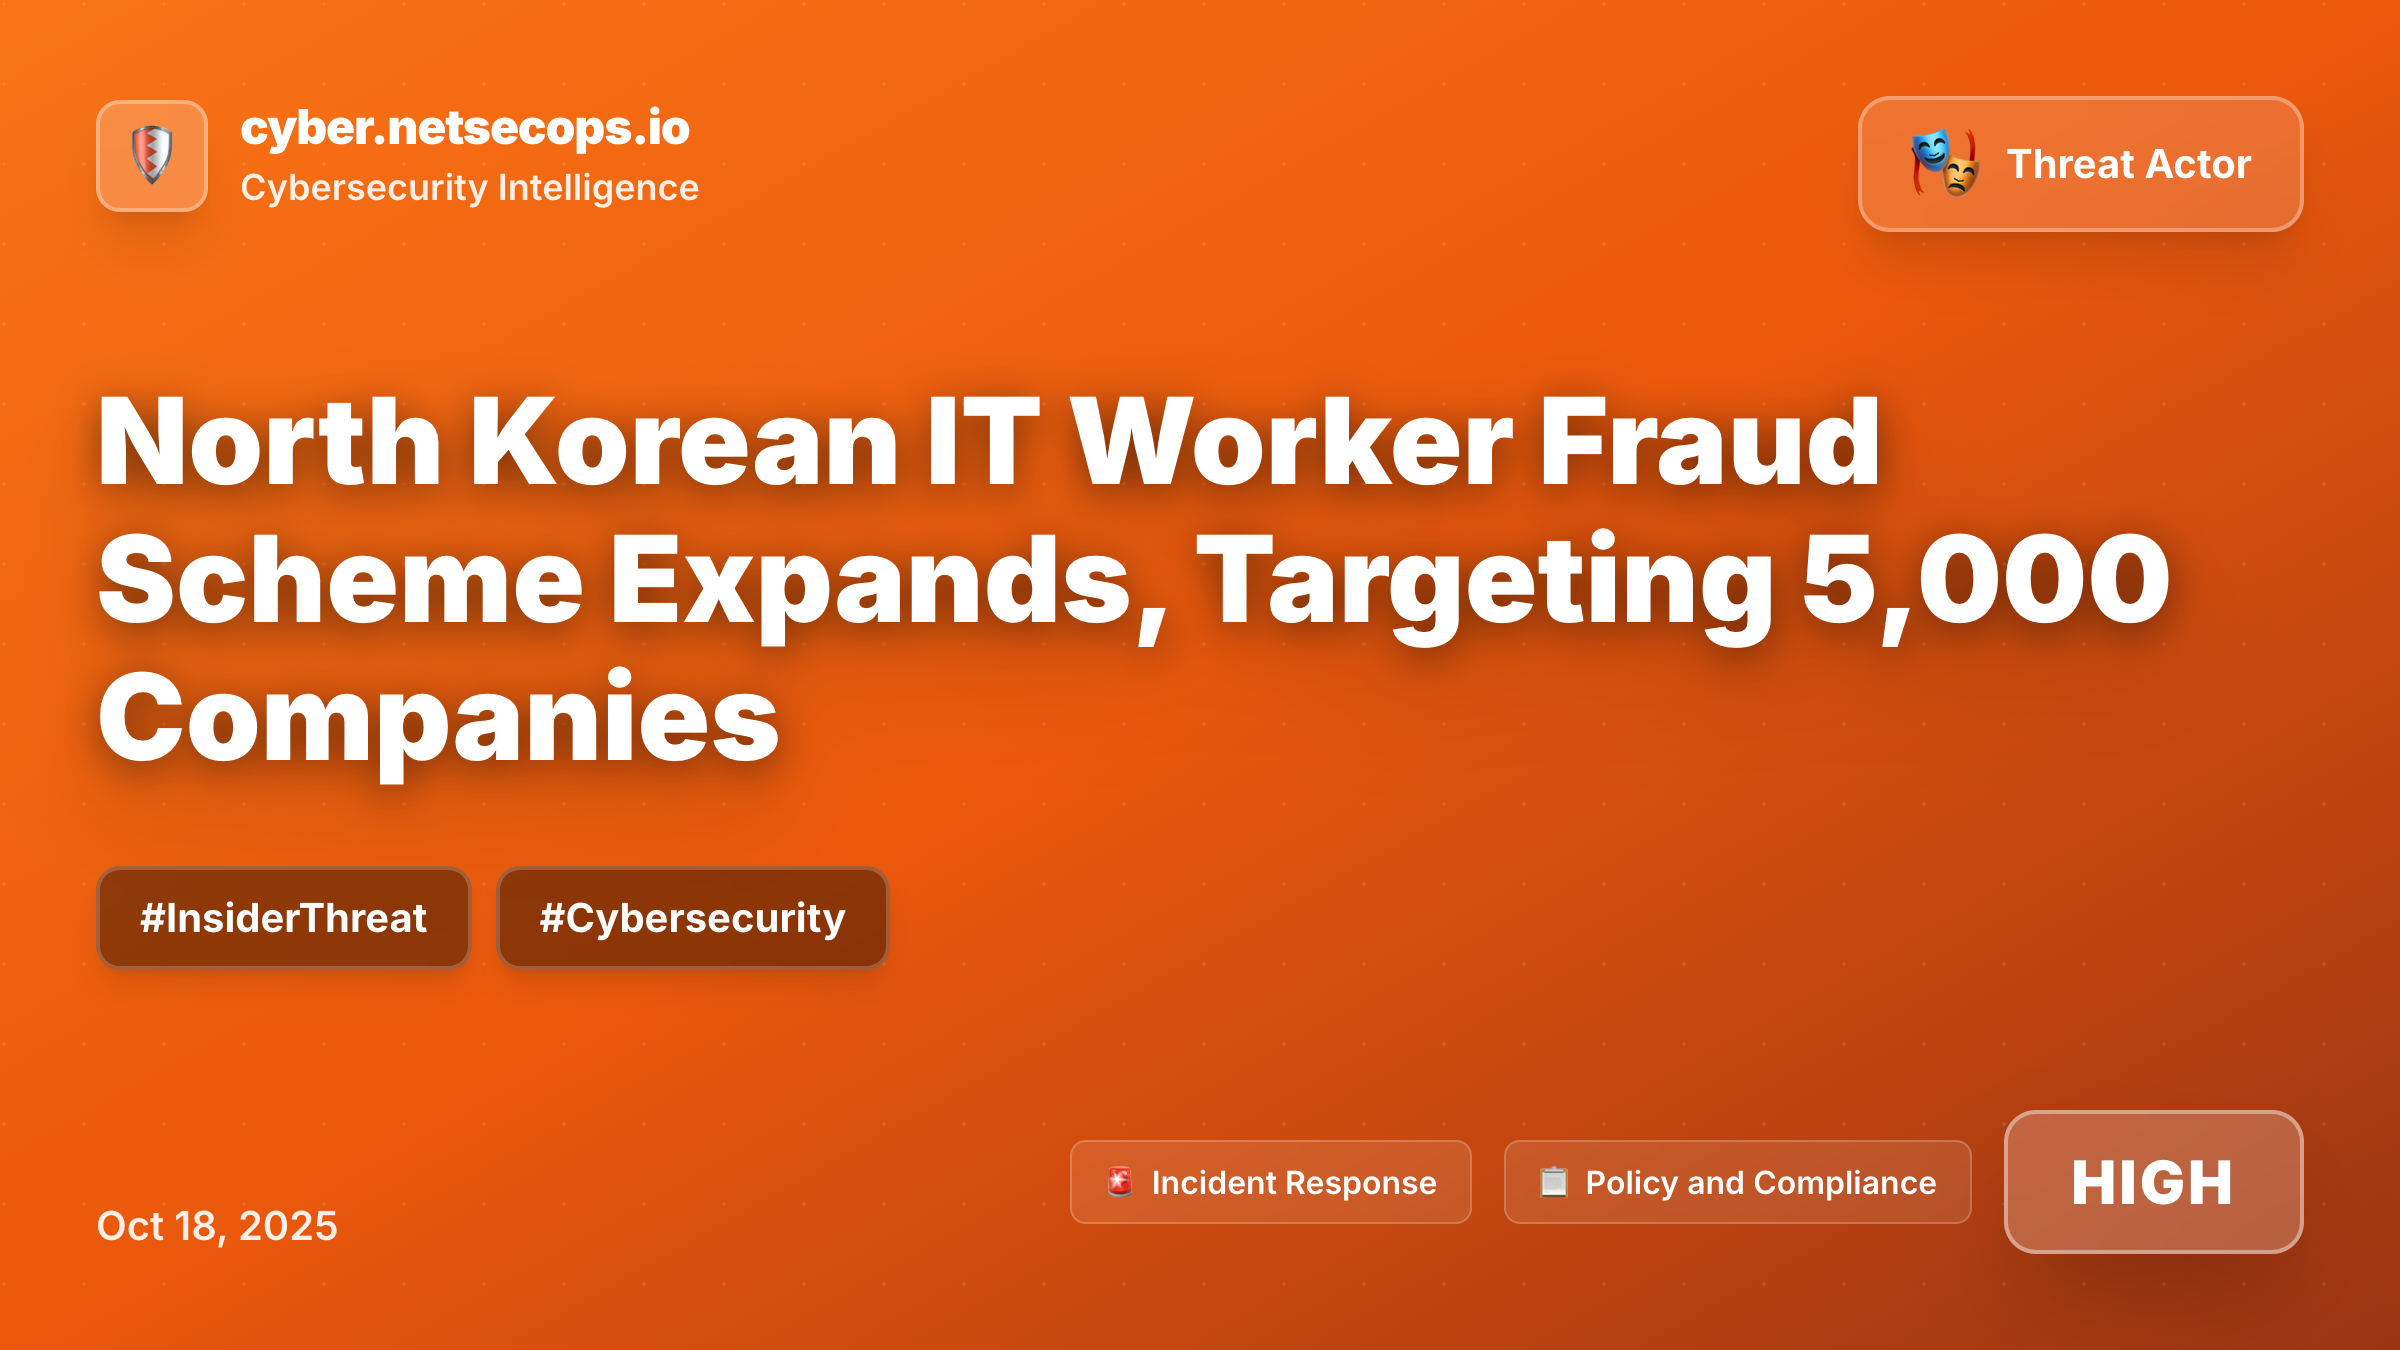 cyber.netsecops.io
Cybersecurity Intelligence
Threat Actor
North Korean IT Worker Fraud
Scheme Expands, Targeting 5,000
Companies
#InsiderThreat
#Cybersecurity
Oct 18, 2025
Incident Response
Policy and Compliance
HIGH